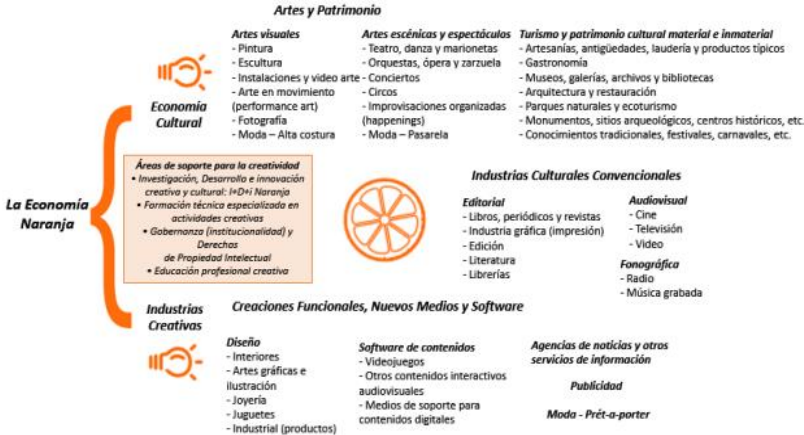 Artes y Patrimonio
Artes visuales
- Pintura
- Escultura
- Instalaciones y video arte
- Arte en movimiento
(performance art)
- Fotografía
- Moda – Alta costura
Artes escénicas y espectáculos
- Teatro, danza y marionetas
- Orquestas, ópera y zarzuela
- Conciertos
- Circos
- Improvisaciones organizadas
(happenings)
- Moda – Pasarela
Turismo y patrimonio cultural material e inmaterial
- Artesanías, antigüedades, laudería y productos típicos
- Gastronomía
- Museos, galerías, archivos y bibliotecas
- Arquitectura y restauración
- Parques naturales y ecoturismo
- Monumentos, sitios arqueológicos, centros históricos, etc.
- Conocimientos tradicionales, festivales, carnavales, etc.
Economía
Cultural
La Economía
Naranja
Áreas de soporte para la creatividad
• Investigación, Desarrollo e innovación
creativa y cultural: I+D+i Naranja
• Formación técnica especializada en
actividades creativas
• Gobernanza (institucionalidad) y
Derechos
de Propiedad Intelectual
• Educación profesional creativa
Industrias Culturales Convencionales
Editorial
- Libros, periódicos y revistas
- Industria gráfica (impresión)
- Edición
- Literatura
- Librerías
Audiovisual
- Cine
- Televisión
- Video
Fonográfica
- Radio
- Música grabada
Industrias
Creativas
Creaciones Funcionales, Nuevos Medios y Software
Diseño
- Interiores
- Artes gráficas e
ilustración
- Joyería
- Juguetes
- Industrial (productos)
Software de contenidos
- Videojuegos
- Otros contenidos interactivos
audiovisuales
- Medios de soporte para
contenidos digitales
Agencias de noticias y otros
servicios de información
Publicidad
Moda - Prét-a-porter